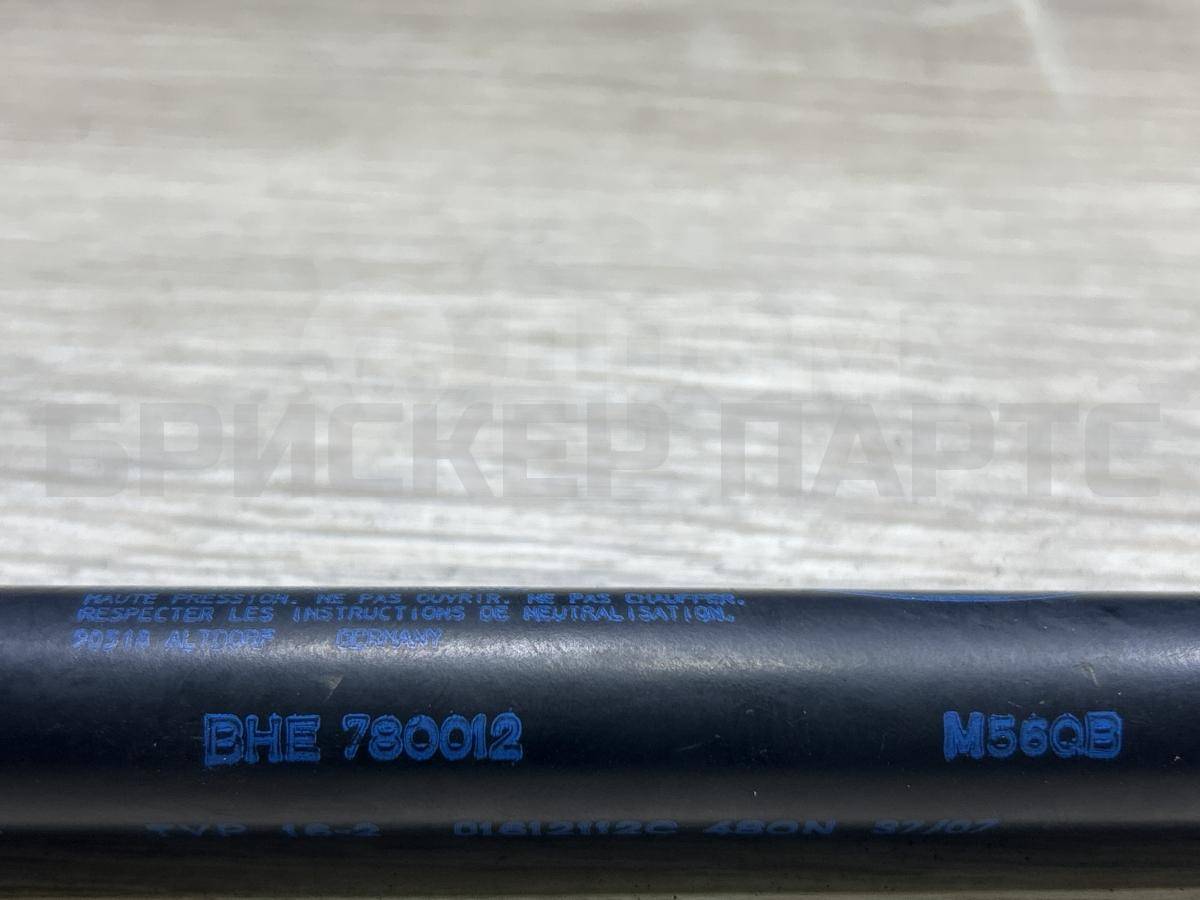 БРИСКЕР ПАРТС
HAUTE PRESSION. NE PAS OUVRIR. NE PAS CHAUFFER.
RESPECTER LES INSTRUCTIONS DE NEUTRALISATION.
90518 ALTDORF GERMANY
BHE 780012 M56QB
TYP 16-2 01612112C 480N 37/07